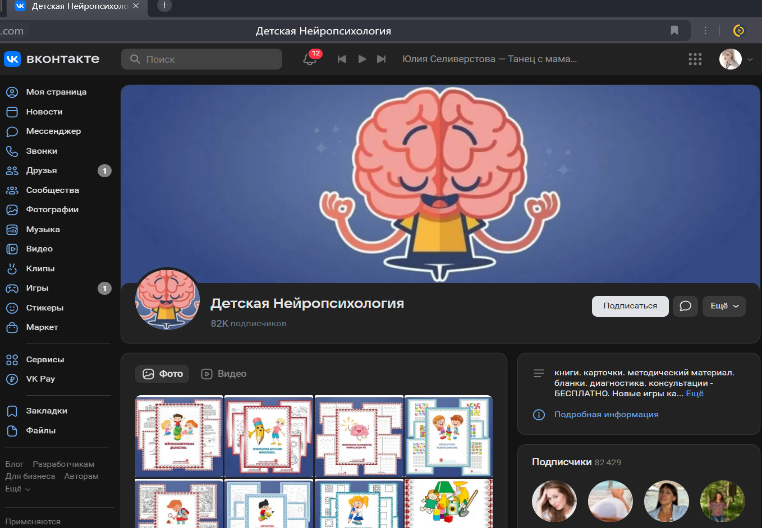 Детская Нейропсихоло
.com
Детская Нейропсихология
ВКОНТАКТЕ
Поиск
12
Юлия Селиверстова — Танец с мама...
Моя страница
Новости
Мессенджер
Звонки
Друзья
1
Сообщества
Фотографии
Музыка
Видео
Клипы
Игры
1
Стикеры
Маркет
Сервисы
VK Pay
Закладки
Файлы
Блог Разработчикам
Для бизнеса Авторам
Ещё
Применяются
Детская Нейропсихология
82K подписчиков
Подписаться
Ещё
Фото
Видео
книги. карточки. методический материал.
бланки. диагностика. консультации -
БЕСПЛАТНО. Новые игры ка... Ещё
Подробная информация
Подписчики 82 429